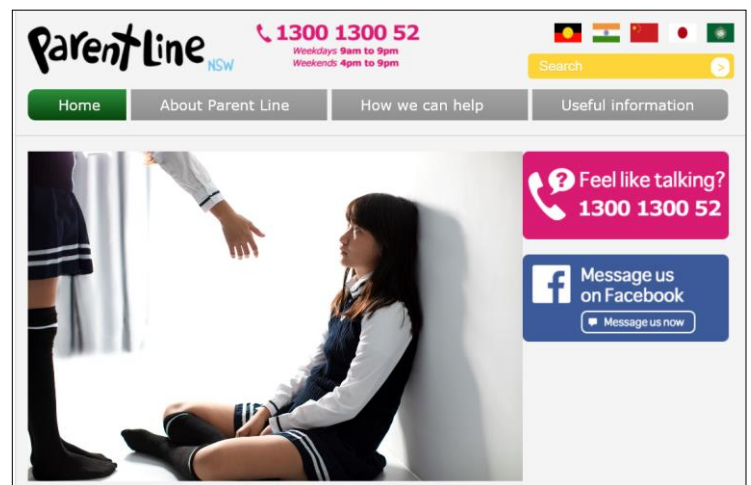 Parent Line NSW
1300 1300 52
Weekdays 9am to 9pm
Weekends 4pm to 9pm
Search
Home
About Parent Line
How we can help
Useful information
Feel like talking?
1300 1300 52
Message us
on Facebook
Message us now